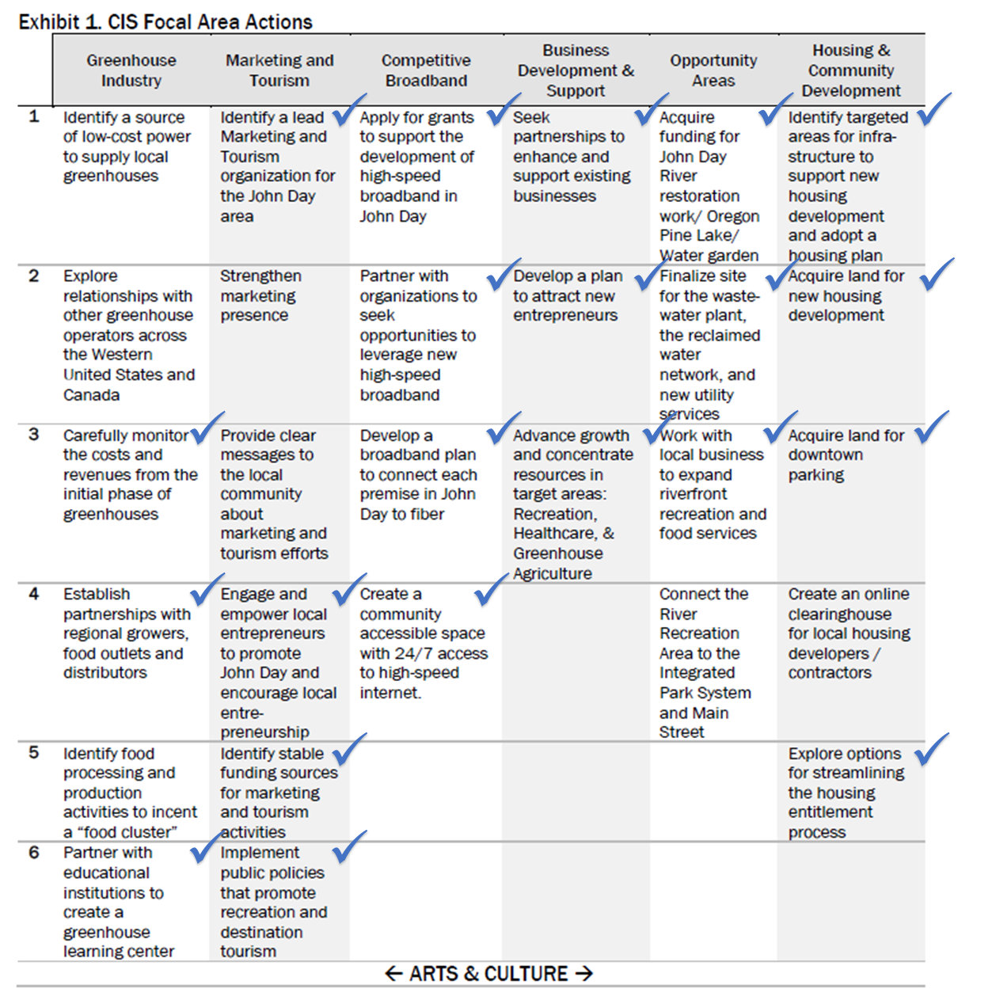 Exhibit 1. CIS Focal Area Actions
Greenhouse
Industry
Marketing and
Tourism
Competitive
Broadband
Business
Development &
Support
Opportunity
Areas
Housing &
Community
Development
1
Identify a source
of low-cost power
to supply local
greenhouses
Identify a lead
Marketing and
Tourism
organization for
the John Day
area
Apply for grants
to support the
development of
high-speed
broadband in
John Day
Seek
partnerships to
enhance and
support existing
businesses
Acquire
funding for
John Day
River
restoration
work/ Oregon
Pine Lake/
Water garden
Identify targeted
areas for infra-
structure to
support new
housing
development
and adopt a
housing plan
2
Explore
relationships with
other greenhouse
operators across
the Western
United States and
Canada
Strengthen
marketing
presence
Partner with
organizations to
seek
opportunities to
leverage new
high-speed
broadband
Develop a plan
to attract new
entrepreneurs
Finalize site
for the waste-
water plant,
the reclaimed
water
network, and
new utility
services
Acquire land for
new housing
development
3
Carefully monitor
the costs and
revenues from the
initial phase of
greenhouses
Provide clear
messages to
the local
community
about
marketing and
tourism efforts
Develop a
broadband plan
to connect each
premise in John
Day to fiber
Advance growth
and concentrate
resources in
target areas:
Recreation,
Healthcare, &
Greenhouse
Agriculture
Work with
local business
to expand
riverfront
recreation and
food services
Acquire land for
downtown
parking
4
Establish
partnerships with
regional growers,
food outlets and
distributors
Engage and
empower local
entrepreneurs
to promote
John Day and
encourage local
entre-
preneurship
Create a
community
accessible space
with 24/7 access
to high-speed
internet.
Connect the
River
Recreation
Area to the
Integrated
Park System
and Main
Street
Create an online
clearinghouse
for local housing
developers /
contractors
5
Identify food
processing and
production
activities to incent
a “food cluster”
Identify stable
funding sources
for marketing
and tourism
activities
Explore options
for streamlining
the housing
entitlement
process
6
Partner with
educational
institutions to
create a
greenhouse
learning center
Implement
public policies
that promote
recreation and
destination
tourism
← ARTS & CULTURE →